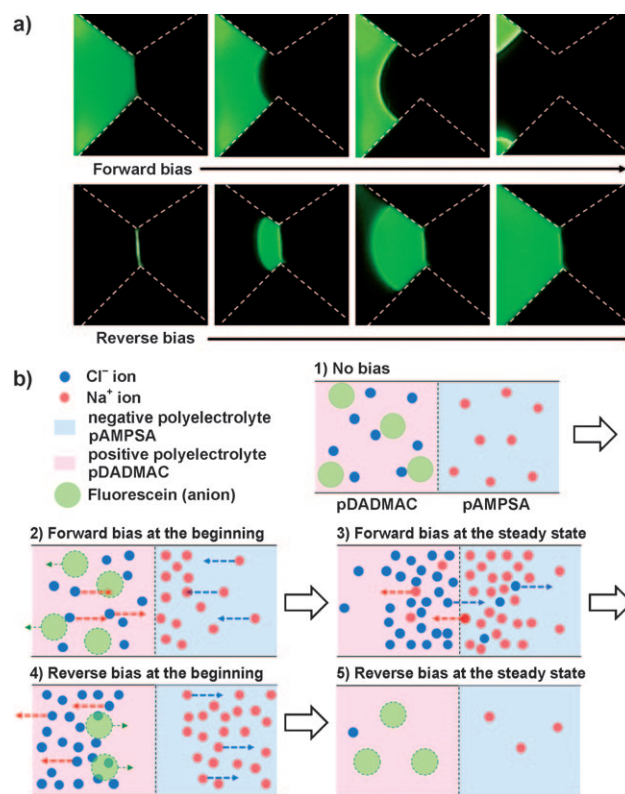 a)
Forward bias
Reverse bias
b)
Cl⁻ ion
Na⁺ ion
negative polyelectrolyte
pAMPSA
positive polyelectrolyte
pDADMAC
Fluorescein (anion)
1) No bias
pDADMAC
pAMPSA
2) Forward bias at the beginning
3) Forward bias at the steady state
4) Reverse bias at the beginning
5) Reverse bias at the steady state